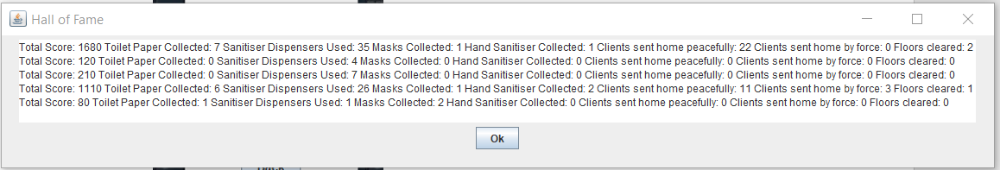 Hall of Fame
Total Score: 1680 Toilet Paper Collected: 7 Sanitiser Dispensers Used: 35 Masks Collected: 1 Hand Sanitiser Collected: 1 Clients sent home peacefully: 22 Clients sent home by force: 0 Floors cleared: 2
Total Score: 120 Toilet Paper Collected: 0 Sanitiser Dispensers Used: 4 Masks Collected: 0 Hand Sanitiser Collected: 0 Clients sent home peacefully: 0 Clients sent home by force: 0 Floors cleared: 0
Total Score: 210 Toilet Paper Collected: 0 Sanitiser Dispensers Used: 7 Masks Collected: 0 Hand Sanitiser Collected: 0 Clients sent home peacefully: 0 Clients sent home by force: 0 Floors cleared: 0
Total Score: 1110 Toilet Paper Collected: 6 Sanitiser Dispensers Used: 26 Masks Collected: 1 Hand Sanitiser Collected: 2 Clients sent home peacefully: 11 Clients sent home by force: 3 Floors cleared: 1
Total Score: 80 Toilet Paper Collected: 1 Sanitiser Dispensers Used: 1 Masks Collected: 2 Hand Sanitiser Collected: 0 Clients sent home peacefully: 0 Clients sent home by force: 0 Floors cleared: 0
Ok